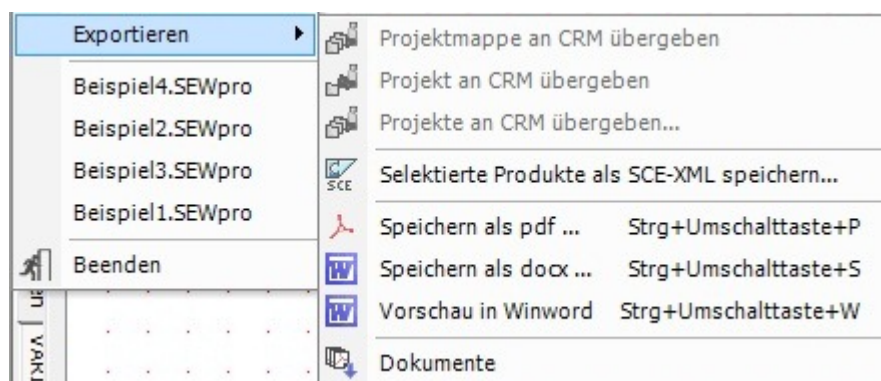 Exportieren
Beispiel4.SEWpro
Beispiel2.SEWpro
Beispiel3.SEWpro
Beispiel1.SEWpro
Beenden
Projektmappe an CRM übergeben
Projekt an CRM übergeben
Projekte an CRM übergeben...
SCE
Selektierte Produkte als SCE-XML speichern...
Speichern als pdf ... Strg+Umschalttaste+P
W Speichern als docx ... Strg+Umschalttaste+S
W Vorschau in Winword Strg+Umschalttaste+W
Dokumente